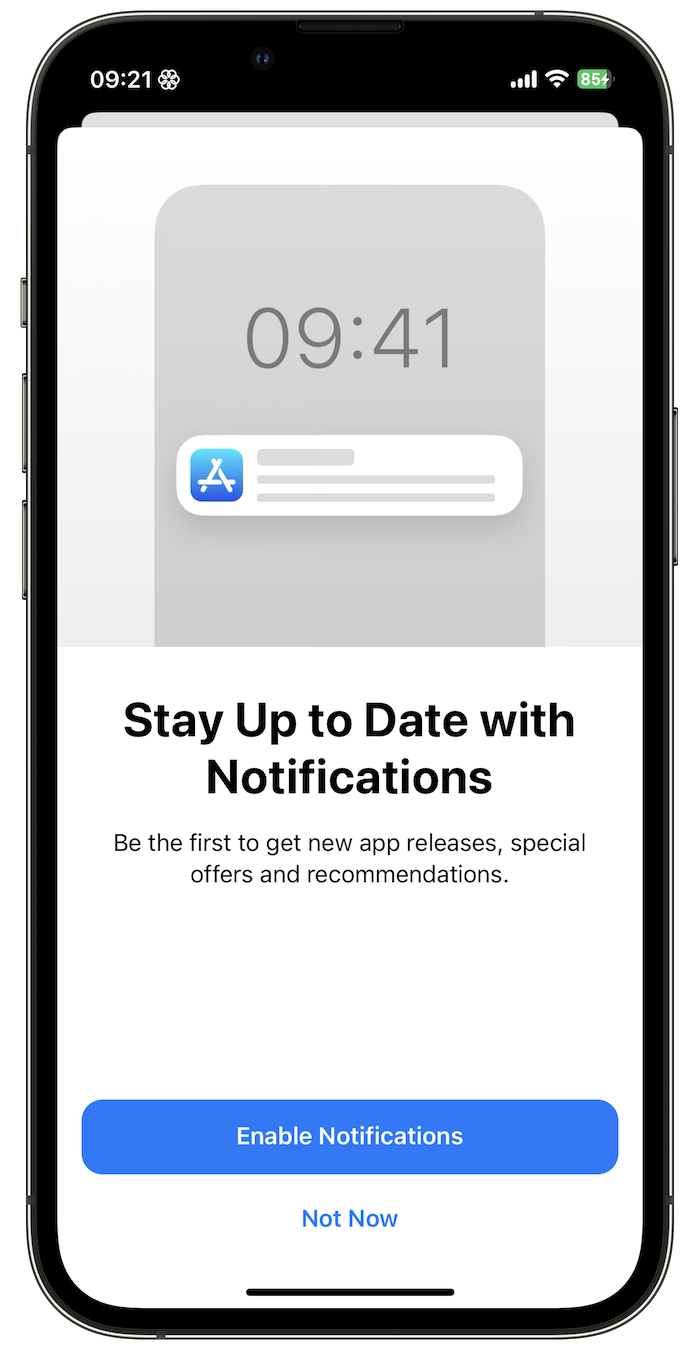 09:21
85
09:41
Stay Up to Date with
Notifications
Be the first to get new app releases, special
offers and recommendations.
Enable Notifications
Not Now